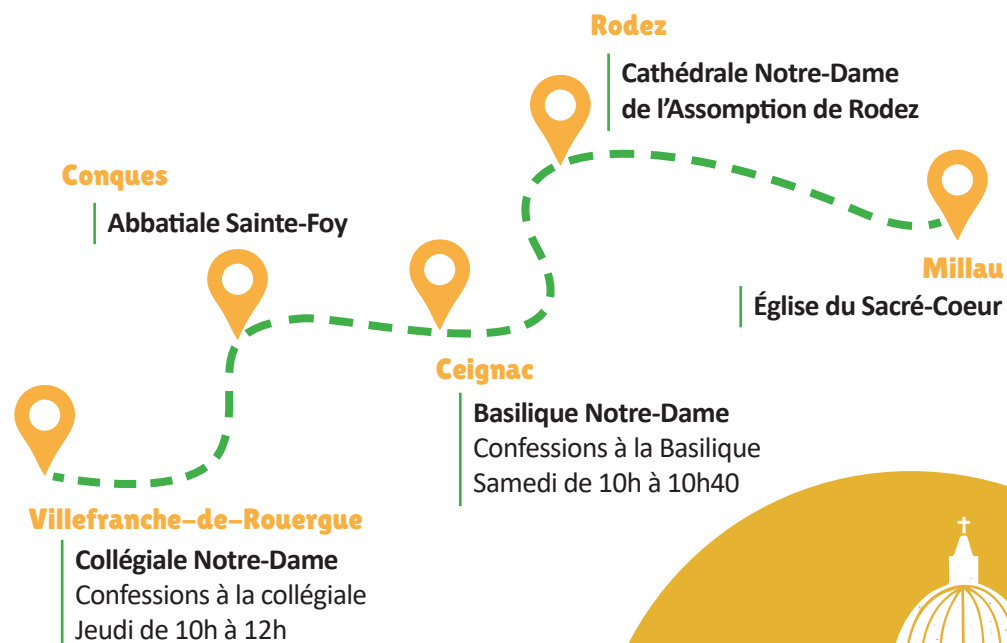 Rodez
Cathédrale Notre-Dame
de l'Assomption de Rodez
Conques
Abbatiale Sainte-Foy
Millau
Église du Sacré-Coeur
Ceignac
Basilique Notre-Dame
Confessions à la Basilique
Samedi de 10h à 10h40
Villefranche-de-Rouergue
Collégiale Notre-Dame
Confessions à la collégiale
Jeudi de 10h à 12h